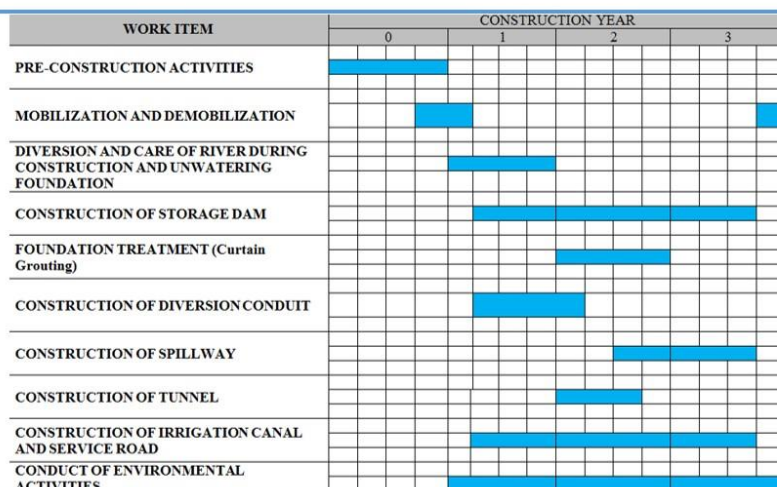 WORK ITEM
CONSTRUCTION YEAR
0 1 2 3
PRE-CONSTRUCTION ACTIVITIES
MOBILIZATION AND DEMOBILIZATION
DIVERSION AND CARE OF RIVER DURING
CONSTRUCTION AND UNWATERING
FOUNDATION
CONSTRUCTION OF STORAGE DAM
FOUNDATION TREATMENT (Curtain
Grouting)
CONSTRUCTION OF DIVERSION CONDUIT
CONSTRUCTION OF SPILLWAY
CONSTRUCTION OF TUNNEL
CONSTRUCTION OF IRRIGATION CANAL
AND SERVICE ROAD
CONDUCT OF ENVIRONMENTAL
ACTIVITIES